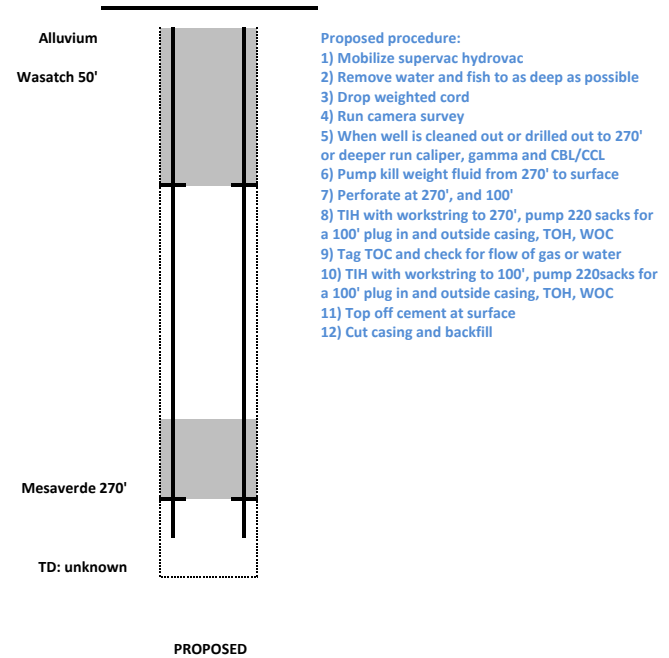 Alluvium
Wasatch 50'
Mesaverde 270'
TD: unknown
PROPOSED
Proposed procedure:
1) Mobilize supervac hydrovac
2) Remove water and fish to as deep as possible
3) Drop weighted cord
4) Run camera survey
5) When well is cleaned out or drilled out to 270'
or deeper run caliper, gamma and CBL/CCL
6) Pump kill weight fluid from 270' to surface
7) Perforate at 270', and 100'
8) TIH with workstring to 270', pump 220 sacks for
a 100' plug in and outside casing, TOH, WOC
9) Tag TOC and check for flow of gas or water
10) TIH with workstring to 100', pump 220sacks for
a 100' plug in and outside casing, TOH, WOC
11) Top off cement at surface
12) Cut casing and backfill